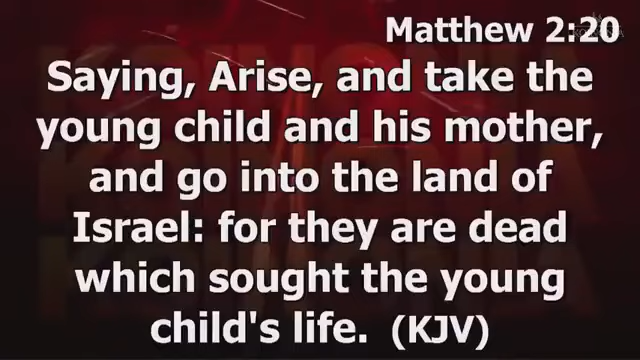 Matthew 2:20
Saying, Arise, and take the
young child and his mother,
and go into the land of
Israel: for they are dead
which sought the young
child's life. (KJV)